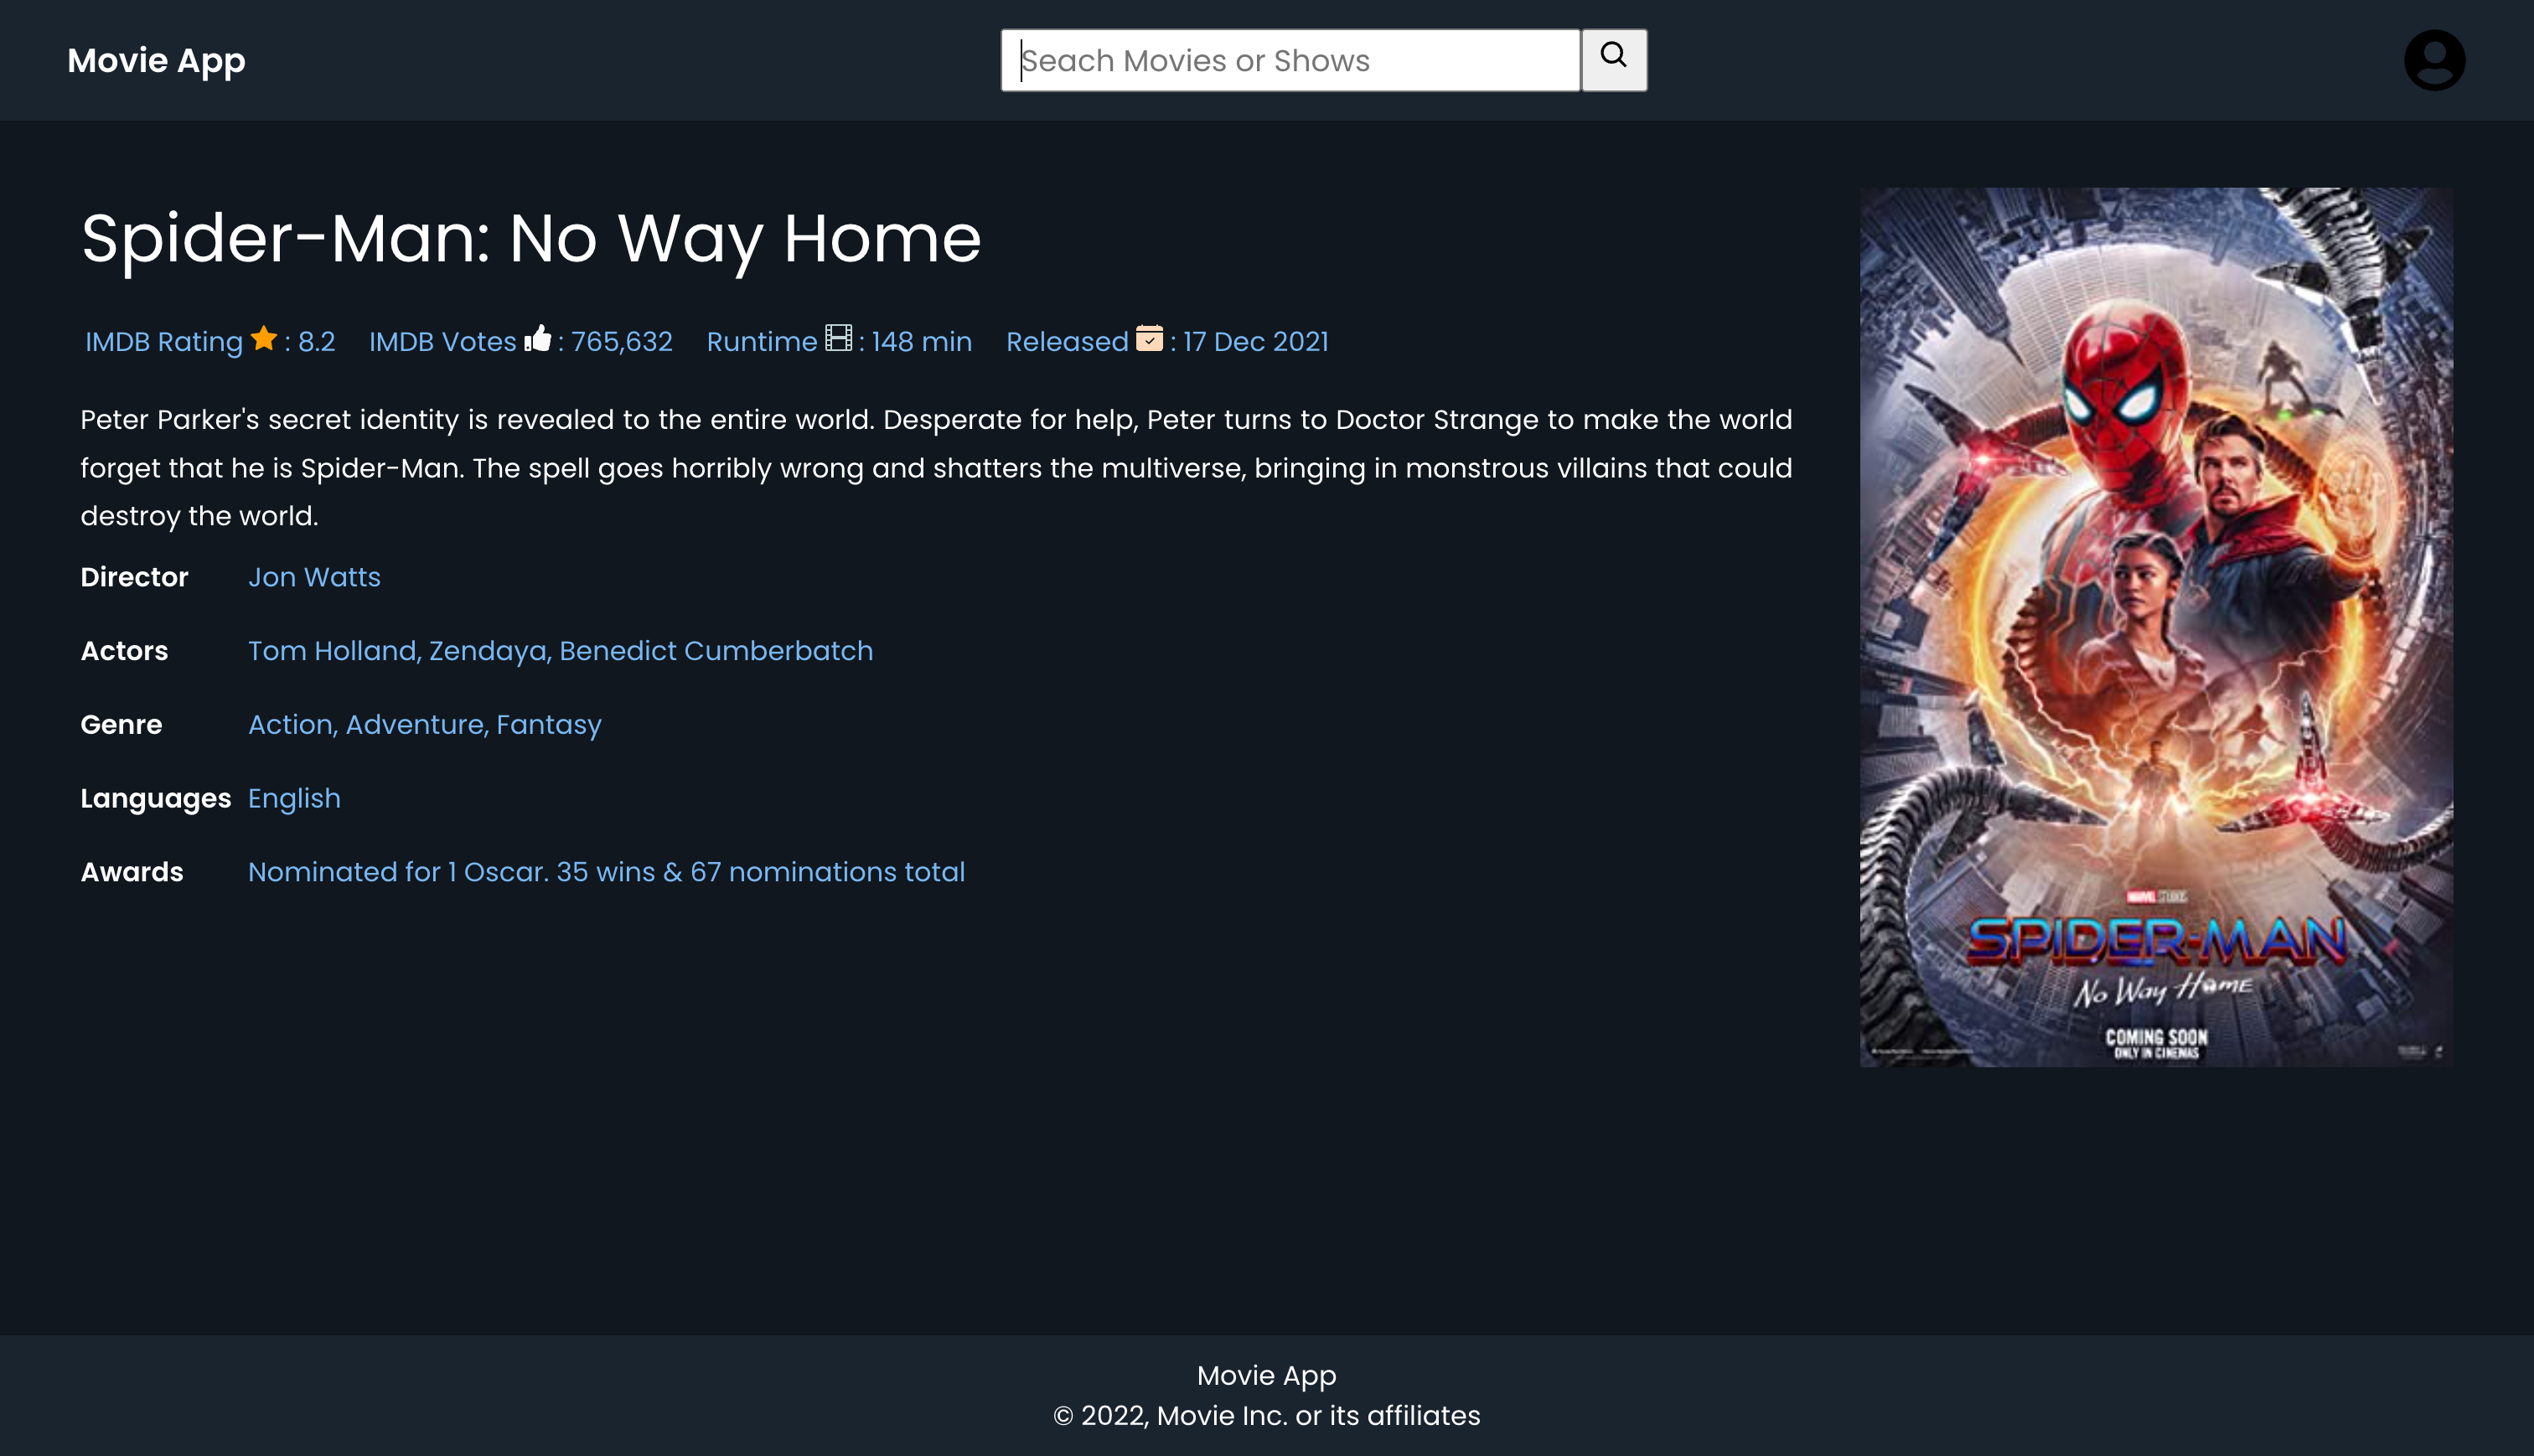 Movie App
Seach Movies or Shows
Spider-Man: No Way Home
IMDB Rating : 8.2 IMDB Votes : 765,632 Runtime : 148 min Released : 17 Dec 2021
Peter Parker's secret identity is revealed to the entire world. Desperate for help, Peter turns to Doctor Strange to make the world
forget that he is Spider-Man. The spell goes horribly wrong and shatters the multiverse, bringing in monstrous villains that could
destroy the world.
Director Jon Watts
Actors Tom Holland, Zendaya, Benedict Cumberbatch
Genre Action, Adventure, Fantasy
Languages English
Awards Nominated for 1 Oscar. 35 wins & 67 nominations total
MARVEL STUDIOS
SPIDER-MAN
No Way Home
COMING SOON
ONLY IN CINEMAS
Movie App
© 2022, Movie Inc. or its affiliates